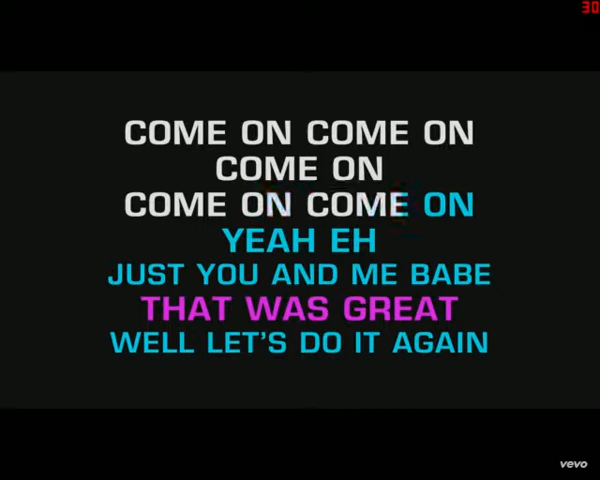 30
COME ON COME ON
COME ON
COME ON COME ON
YEAH EH
JUST YOU AND ME BABE
THAT WAS GREAT
WELL LET'S DO IT AGAIN
vevo